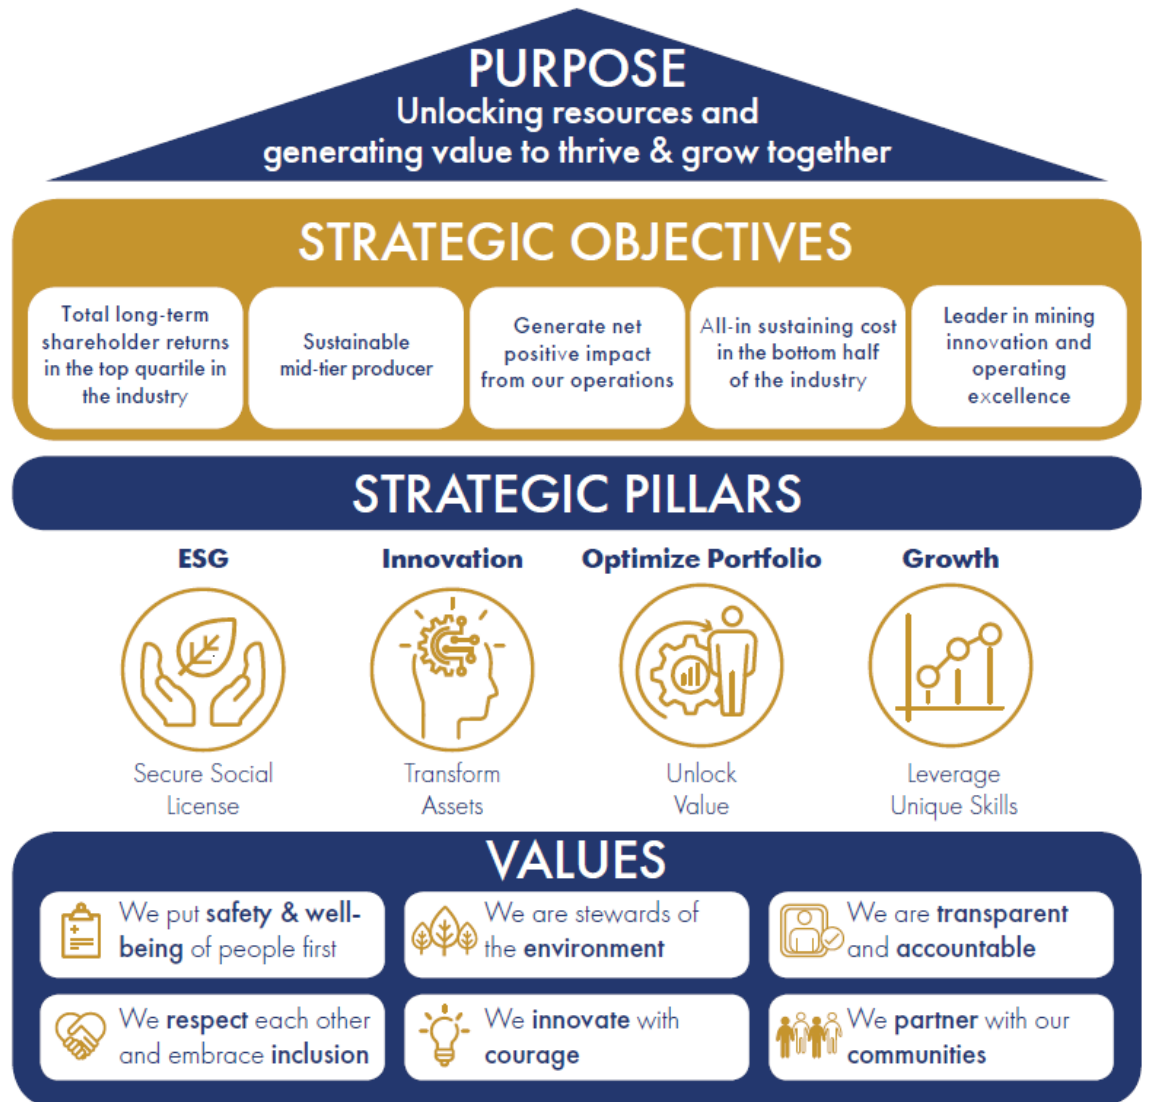 PURPOSE
Unlocking resources and
generating value to thrive & grow together
STRATEGIC OBJECTIVES
Total long-term
shareholder returns
in the top quartile in
the industry
Sustainable
mid-tier producer
Generate net
positive impact
from our operations
All-in sustaining cost
in the bottom half
of the industry
Leader in mining
innovation and
operating
excellence
STRATEGIC PILLARS
ESG
Secure Social
License
Innovation
Transform
Assets
Optimize Portfolio
Unlock
Value
Growth
Leverage
Unique Skills
VALUES
We put safety & well-
being of people first
We are stewards of
the environment
We are transparent
and accountable
We respect each other
and embrace inclusion
We innovate with
courage
We partner with our
communities